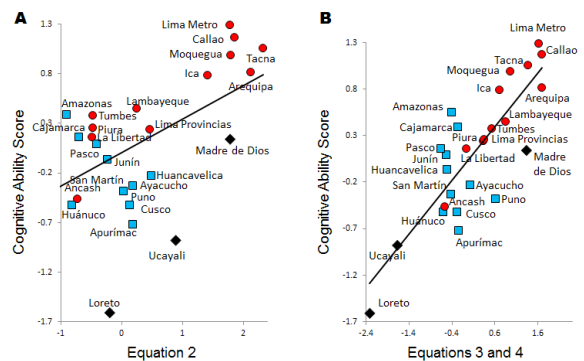 A
Cognitive Ability Score
1.3
0.8
0.3
-0.2
-0.7
-1.2
-1.7
-1
0
1
2
Equation 2
Lima Metro
Callao
Moquegua
Tacna
Ica
Arequipa
Amazonas
Lambayeque
Tumbes
Cajamarca
Piura
Lima Provincias
La Libertad
Madre de Dios
Pasco
Junín
Huancavelica
San Martín
Ayacucho
Ancash
Puno
Huánuco
Cusco
Apurímac
Ucayali
Loreto
B
Cognitive Ability Score
1.3
0.8
0.3
-0.2
-0.7
-1.2
-1.7
-2.4
-1.6
-0.8
0
0.8
1.6
Equations 3 and 4
Lima Metro
Callao
Tacna
Moquegua
Ica
Arequipa
Amazonas
Lambayeque
Cajamarca
Tumbes
Piura
Lima Provincias
Pasco
Junín
La Libertad
Madre de Dios
Huancavelica
San Martín
Ayacucho
Ancash
Puno
Huánuco
Cusco
Apurímac
Ucayali
Loreto